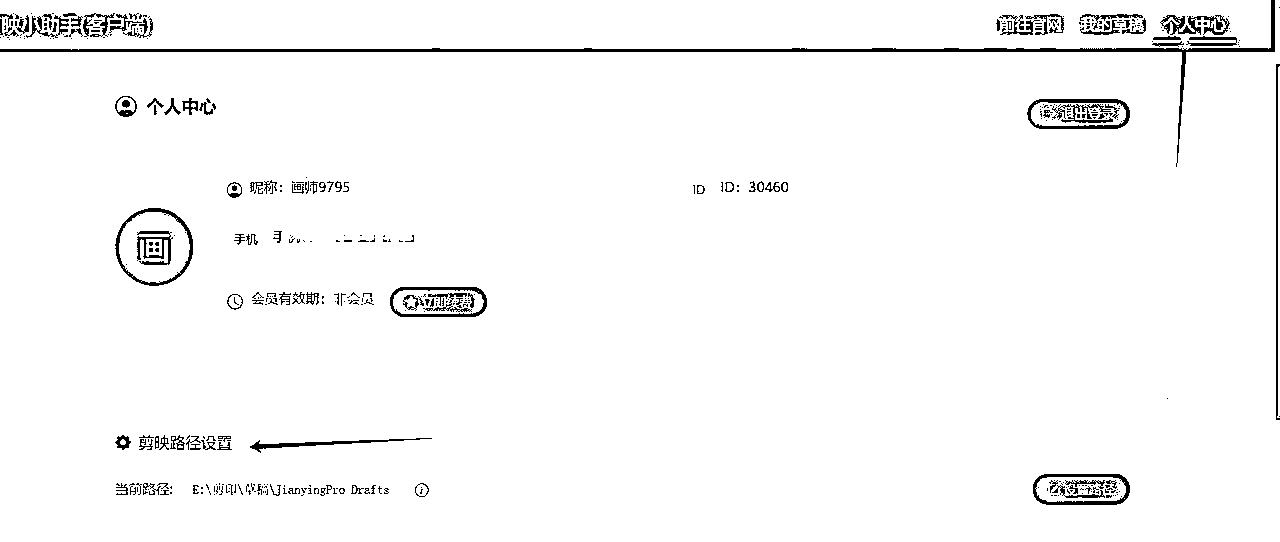 映小助手(客户端)
前往官网 我的草稿 个人中心
个人中心
退出登录
昵称: 画师9795
ID ID: 30460
手机 手
会员有效期: 非会员 立即续费
剪映路径设置
当前路径: E:\剪印\草稿\JianyingPro Drafts
设置路径